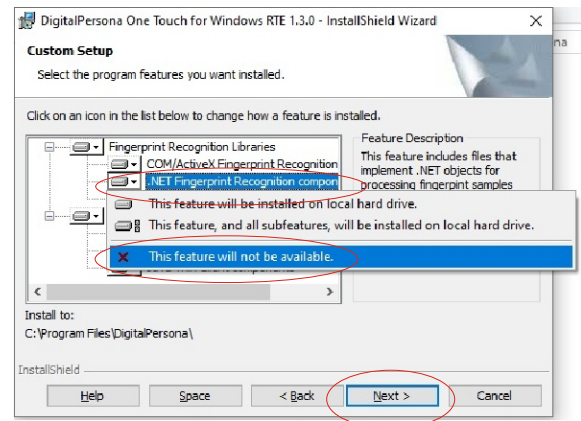 DigitalPersona One Touch for Windows RTE 1.3.0 - InstallShield Wizard
na
Custom Setup
Select the program features you want installed.
Click on an icon in the list below to change how a feature is installed.
Fingerprint Recognition Libraries
COM/ActiveX Fingerprint Recognition
.NET Fingerprint Recognition compon
Feature Description
This feature includes files that
implement .NET objects for
processing fingerpint samples
This feature will be installed on local hard drive.
This feature, and all subfeatures, will be installed on local hard drive.
This feature will not be available.
Install to:
C:\Program Files\DigitalPersona\
InstallShield
Help
Space
< Back
Next >
Cancel